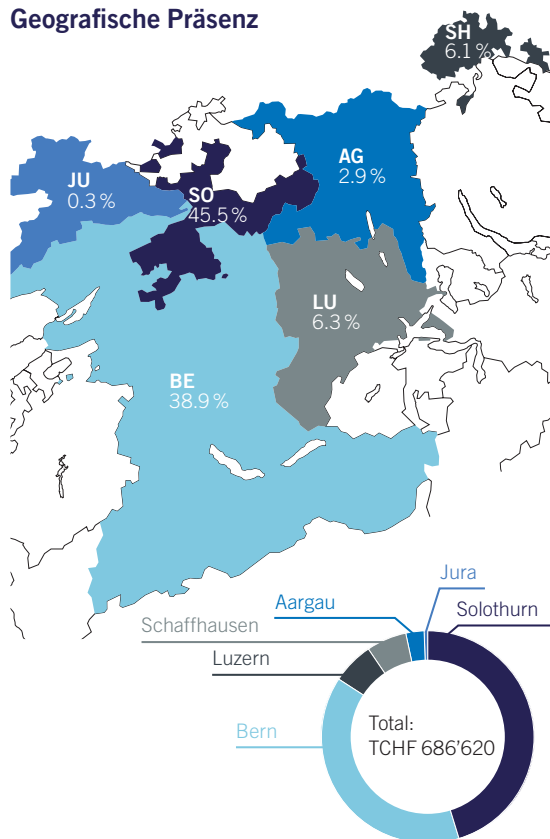 Geografische Präsenz
SH
6.1 %
AG
2.9 %
JU
0.3 %
SO
45.5 %
LU
6.3 %
BE
38.9 %
Jura
Aargau
Solothurn
Schaffhausen
Luzern
Bern
Total:
TCHF 686’620